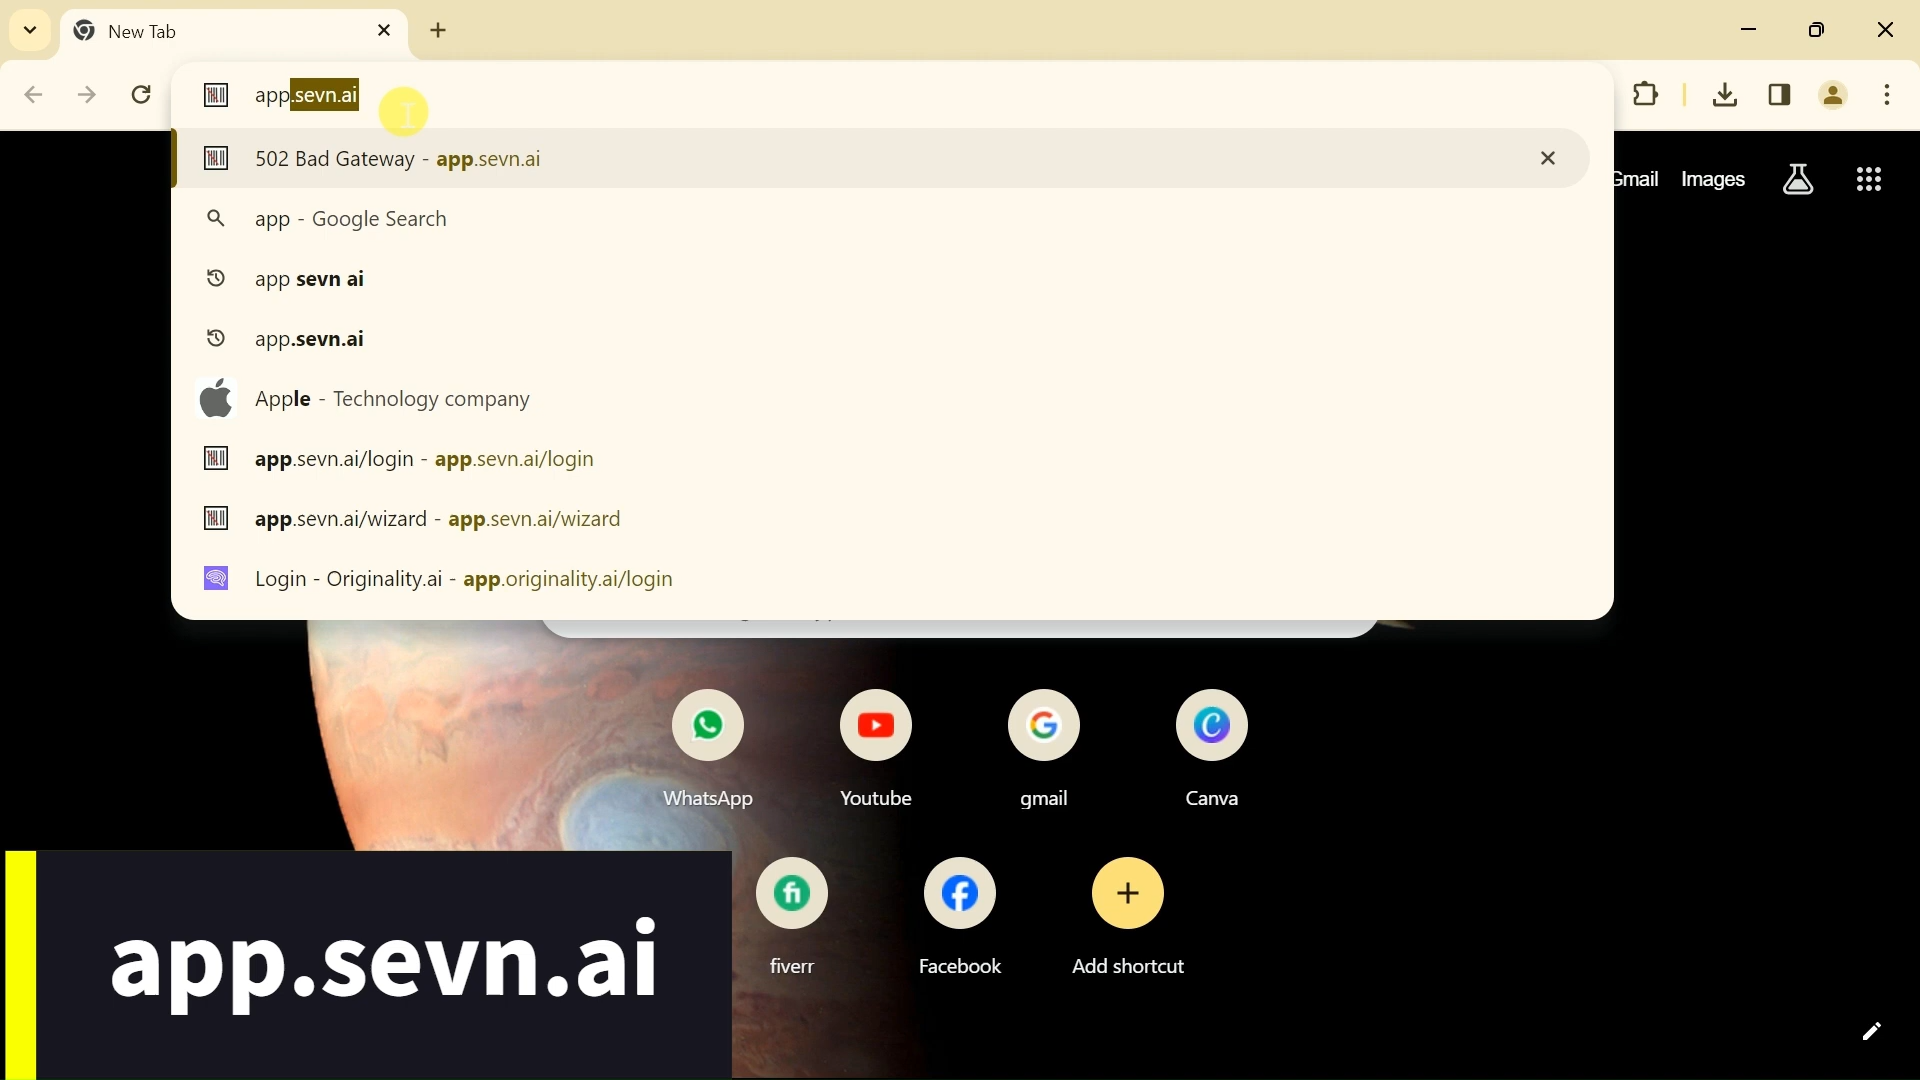 New Tab
app.sevn.ai
502 Bad Gateway - app.sevn.ai
Gmail Images
app - Google Search
app sevn ai
app.sevn.ai
Apple - Technology company
app.sevn.ai/login - app.sevn.ai/login
app.sevn.ai/wizard - app.sevn.ai/wizard
Login - Originality.ai - app.originality.ai/login
WhatsApp
Youtube
gmail
Canva
fiverr
Facebook
Add shortcut
app.sevn.ai